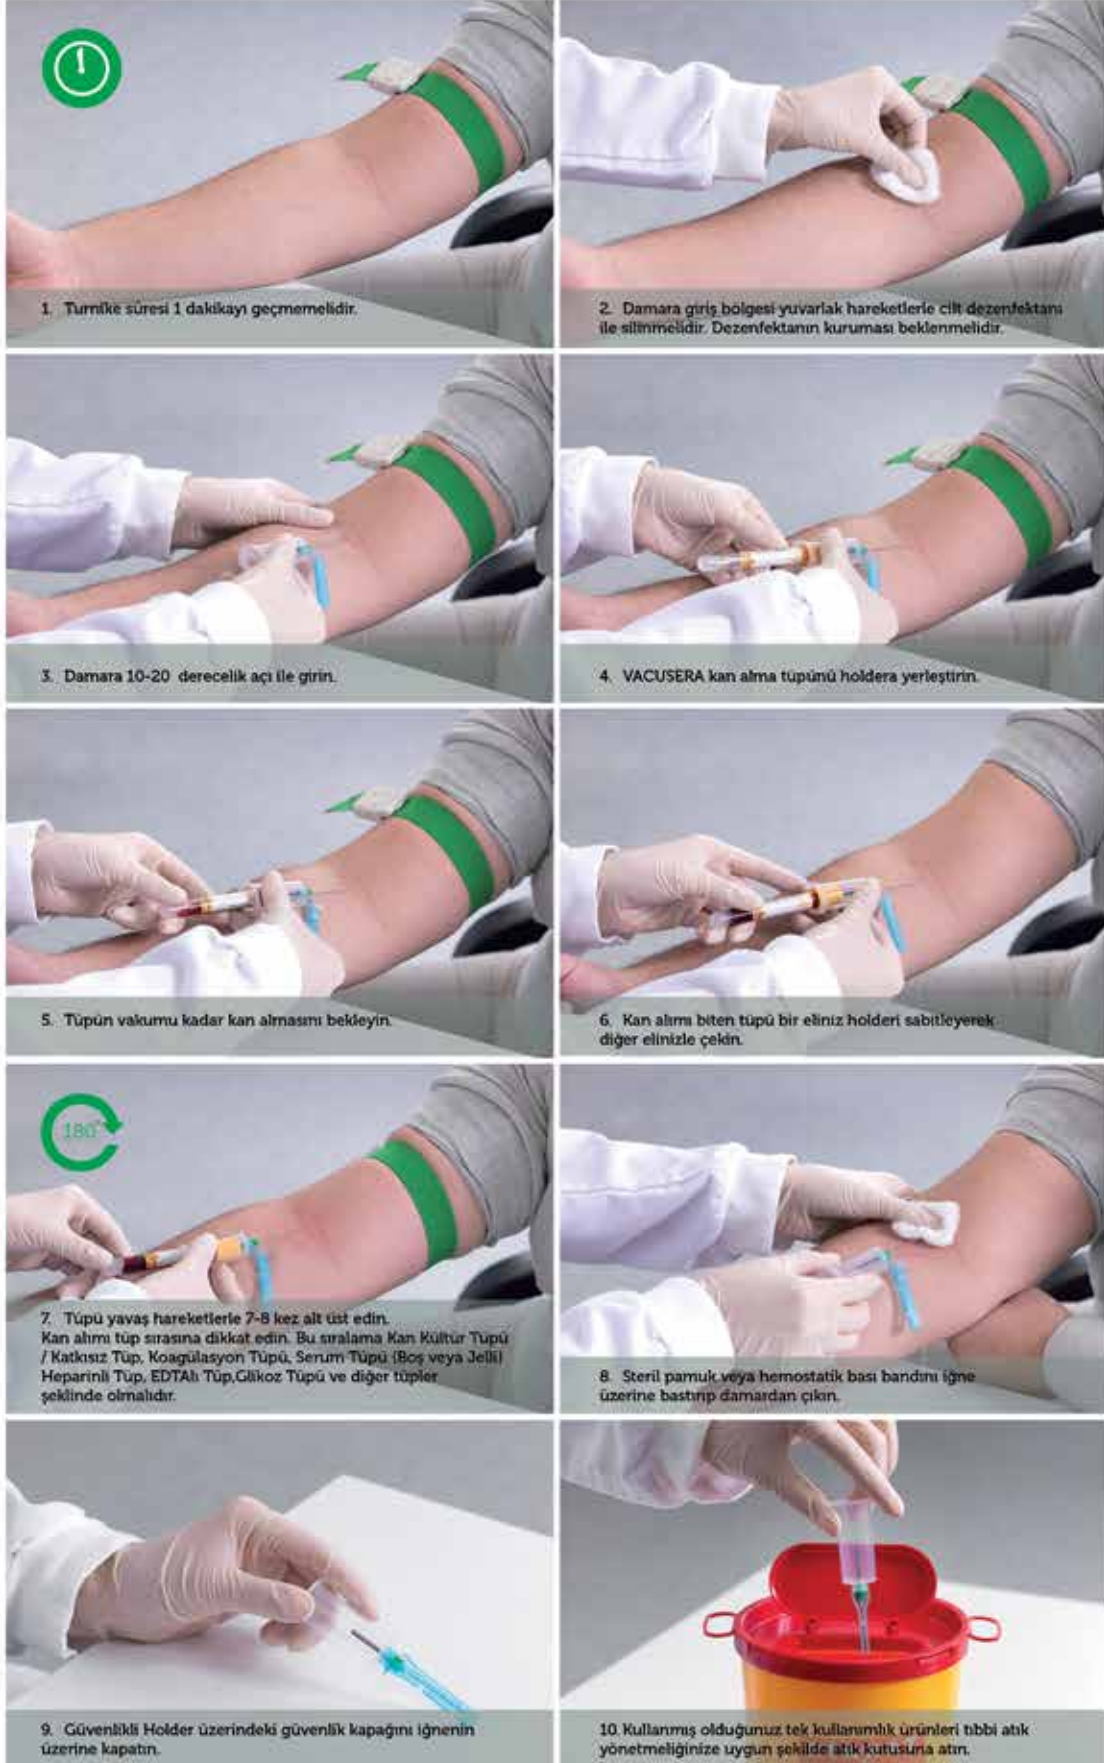 1. Turnike süresi 1 dakikayı geçmemelidir.
2. Damara giriş bölgesi yuvarlak hareketlerle cilt dezenfektanı
ile silinmelidir. Dezenfektanın kuruması beklenmelidir.
3. Damara 10-20 derecelik açı ile girin.
4. VACUSERA kan alma tüpünü holdera yerleştirin.
5. Tüpün vakumu kadar kan almasını bekleyin.
6. Kan alımı biten tüpü bir eliniz holderi sabitleyerek
diğer elinizle çekin.
180°
7. Tüpü yavaş hareketlerle 7-8 kez alt üst edin.
Kan alımı tüp sırasına dikkat edin. Bu sıralama Kan Kültür Tüpü
/ Katkısız Tüp, Koagülasyon Tüpü, Serum Tüpü (Boş veya Jelli)
Heparinli Tüp, EDTAlı Tüp,Glikoz Tüpü ve diğer tüpler
şeklinde olmalıdır.
8. Steril pamuk veya hemostatik bası bandını iğne
üzerine bastırıp damardan çıkın.
9. Güvenlikli Holder üzerindeki güvenlik kapağını iğnenin
üzerine kapatın.
10. Kullanmış olduğunuz tek kullanımlık ürünleri tıbbi atık
yönetmeliğinize uygun şekilde atık kutusuna atın.